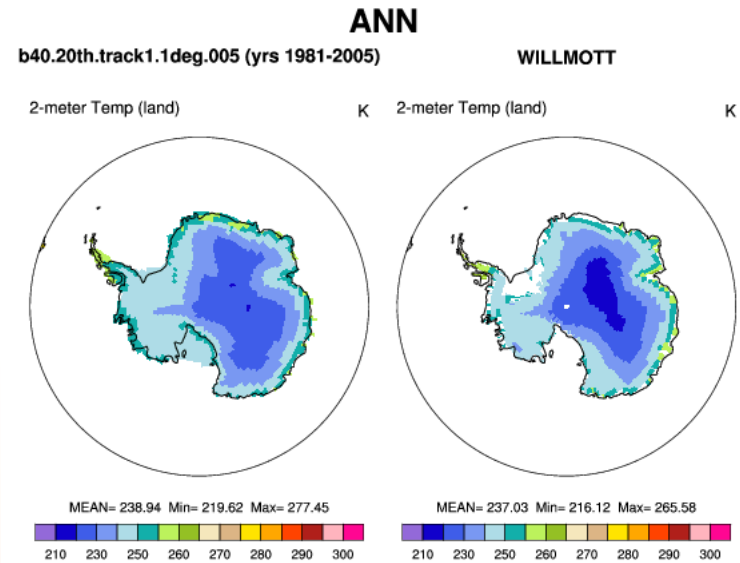 ANN
b40.20th.track1.1deg.005 (yrs 1981-2005)
WILLMOTT
2-meter Temp (land) K
2-meter Temp (land) K
MEAN= 238.94 Min= 219.62 Max= 277.45
MEAN= 237.03 Min= 216.12 Max= 265.58
210 230 250 260 270 280 290 300
210 230 250 260 270 280 290 300